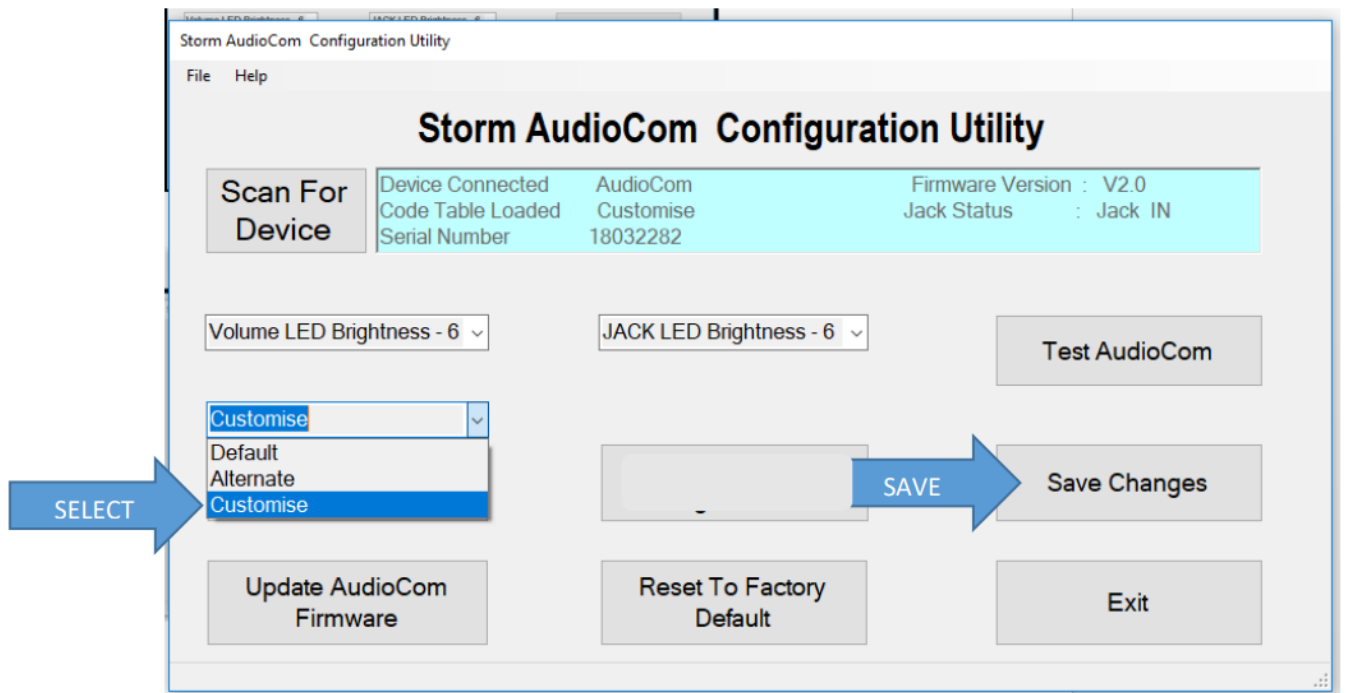 Storm AudioCom  Configuration Utility
File Help
Storm AudioCom  Configuration Utility
Scan For
Device
Device Connected AudioCom Firmware Version : V2.0
Code Table Loaded Customise Jack Status : Jack IN
Serial Number 18032282
Volume LED Brightness - 6
JACK LED Brightness - 6
Test AudioCom
Customise
Default
Alternate
Customise
SELECT
SAVE
Save Changes
Update AudioCom
Firmware
Reset To Factory
Default
Exit